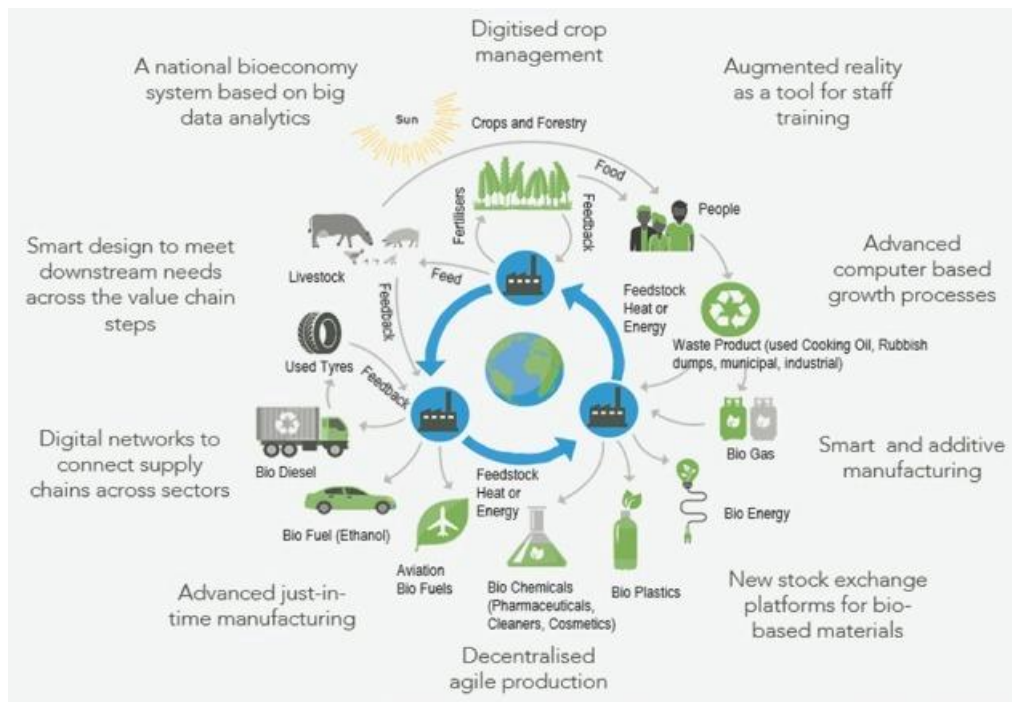 Digitised crop
management
A national bioeconomy
system based on big
data analytics
Augmented reality
as a tool for staff
training
Sun
Crops and Forestry
Food
Fertilisers
Feedback
People
Smart design to meet
downstream needs
across the value chain
steps
Livestock
Feed
Feedback
Feedstock
Heat or
Energy
Advanced
computer based
growth processes
Waste Product (used Cooking Oil, Rubbish
dumps, municipal, industrial)
Used Tyres
Feedback
Digital networks to
connect supply
chains across sectors
Bio Diesel
Bio Gas
Smart and additive
manufacturing
Feedstock
Heat or
Energy
Bio Energy
Bio Fuel (Ethanol)
Aviation
Bio Fuels
Bio Chemicals
(Pharmaceuticals,
Cleaners, Cosmetics)
Bio Plastics
Advanced just-in-
time manufacturing
New stock exchange
platforms for bio-
based materials
Decentralised
agile production